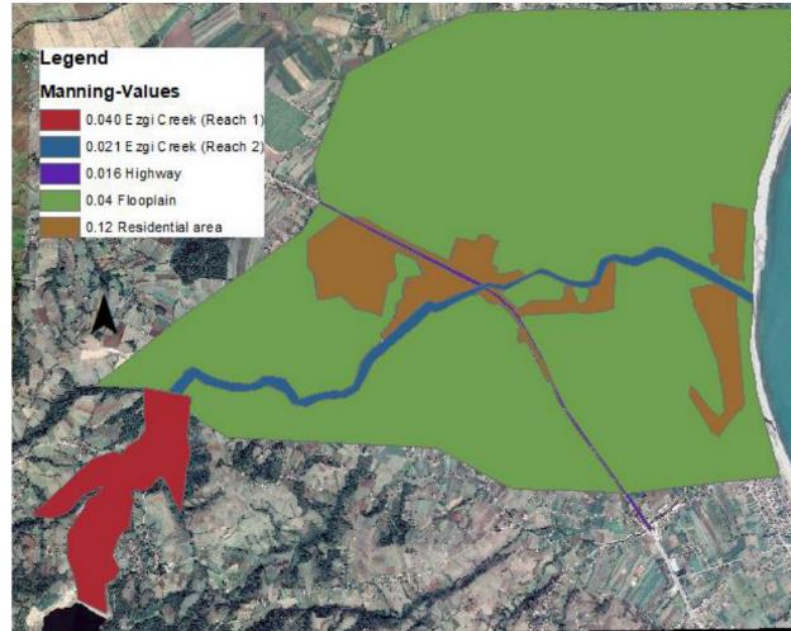 Legend
Manning-Values
0.040 Ezgi Creek (Reach 1)
0.021 Ezgi Creek (Reach 2)
0.016 Highway
0.04 Flooplain
0.12 Residential area